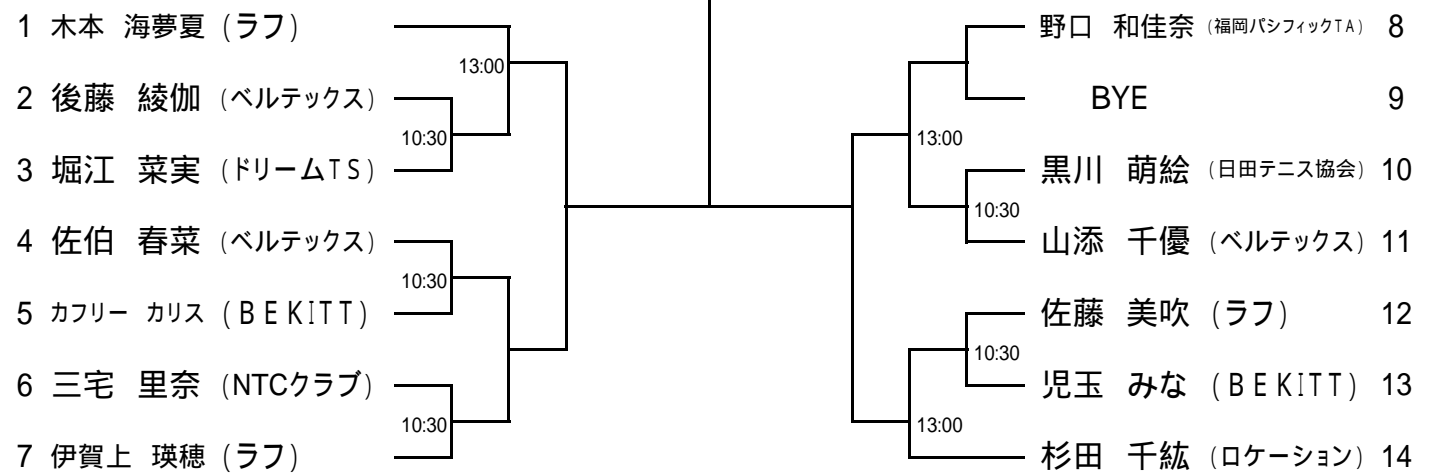 1 木本 海夢夏 (ラフ)
13:00
2 後藤 綾伽 (ベルテックス)
10:30
3 堀江 菜実 (ドリームTS)
4 佐伯 春菜 (ベルテックス)
10:30
5 カフリー カリス (BEKITT)
6 三宅 里奈 (NTCクラブ)
10:30
7 伊賀上 瑛穂 (ラフ)
野口 和佳奈 (福岡パシフィックTA) 8
BYE 9
13:00
黒川 萌絵 (日田テニス協会) 10
10:30
山添 千優 (ベルテックス) 11
佐藤 美吹 (ラフ) 12
10:30
児玉 みな (BEKITT) 13
13:00
杉田 千紘 (ロケーション) 14